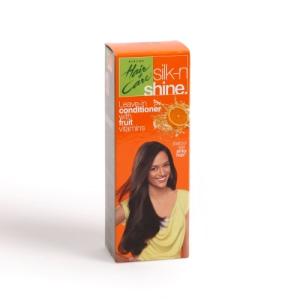 Hair
& Care
silk-n
shine.
Leave-in
conditioner
with
fruit
vitamins